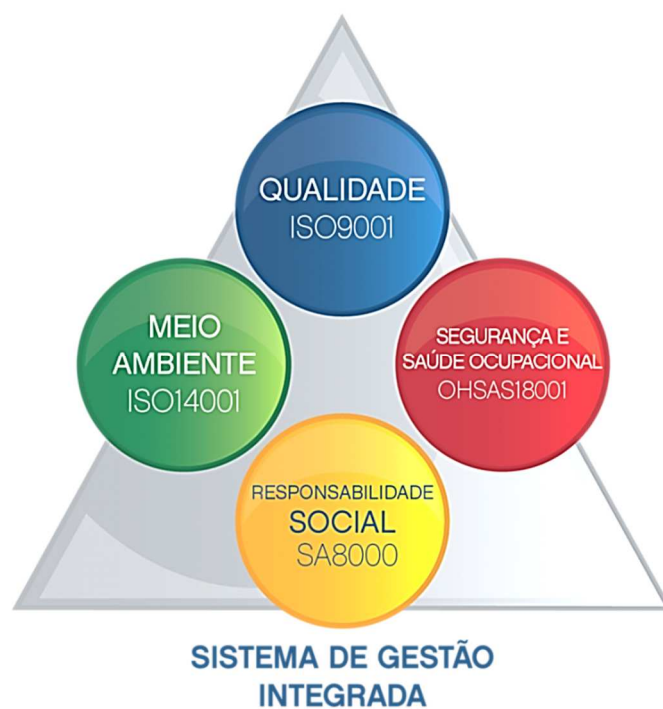 QUALIDADE
ISO9001
MEIO
AMBIENTE
ISO14001
SEGURANÇA E
SAÚDE OCUPACIONAL
OHSAS18001
RESPONSABILIDADE
SOCIAL
SA8000
SISTEMA DE GESTÃO
INTEGRADA